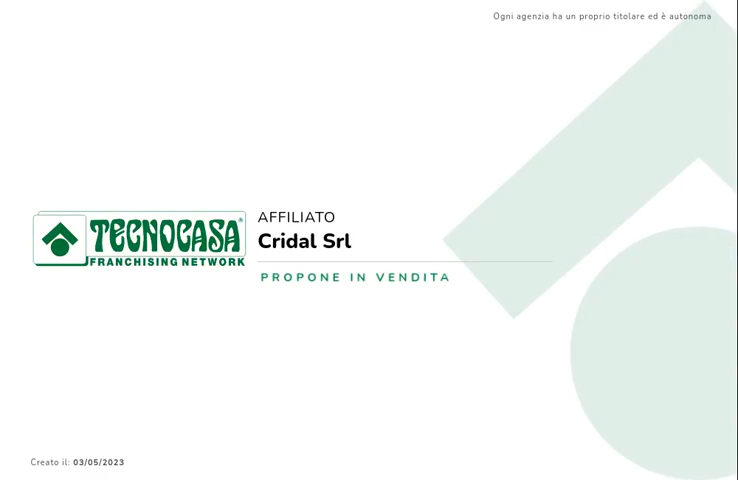 Ogni agenzia ha un proprio titolare ed è autonoma
TECNOCASA®
FRANCHISING NETWORK
AFFILIATO
Cridal Srl
PROPONE IN VENDITA
Creato il: 03/05/2023